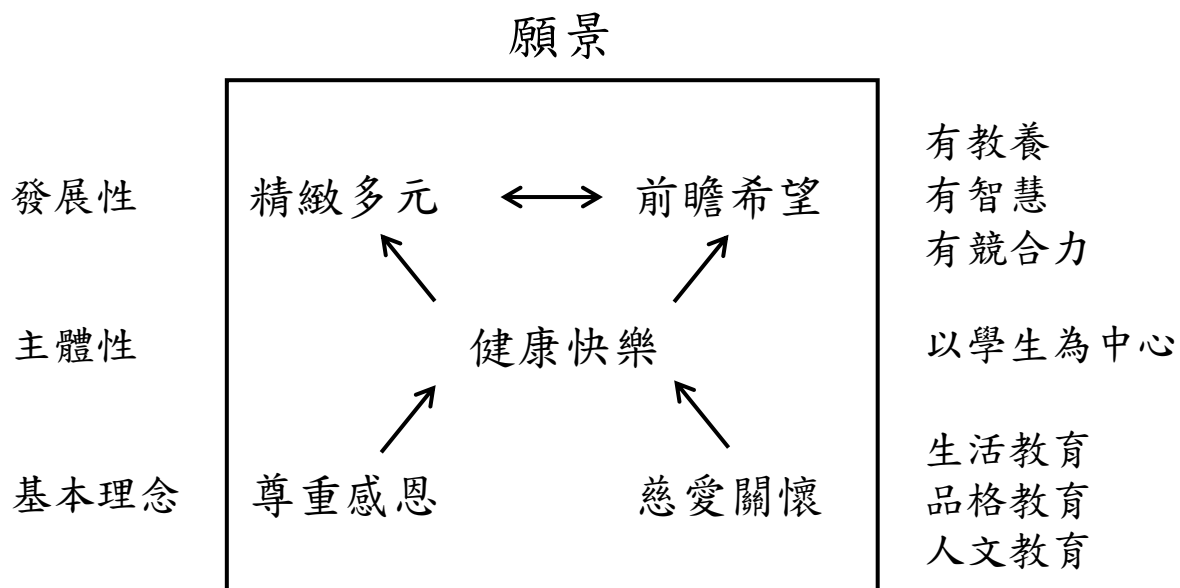 願景
有教養
發展性 精緻多元 前瞻希望 有智慧
有競合力
主體性 健康快樂 以學生為中心
生活教育
基本理念 尊重感恩 慈愛關懷 品格教育
人文教育